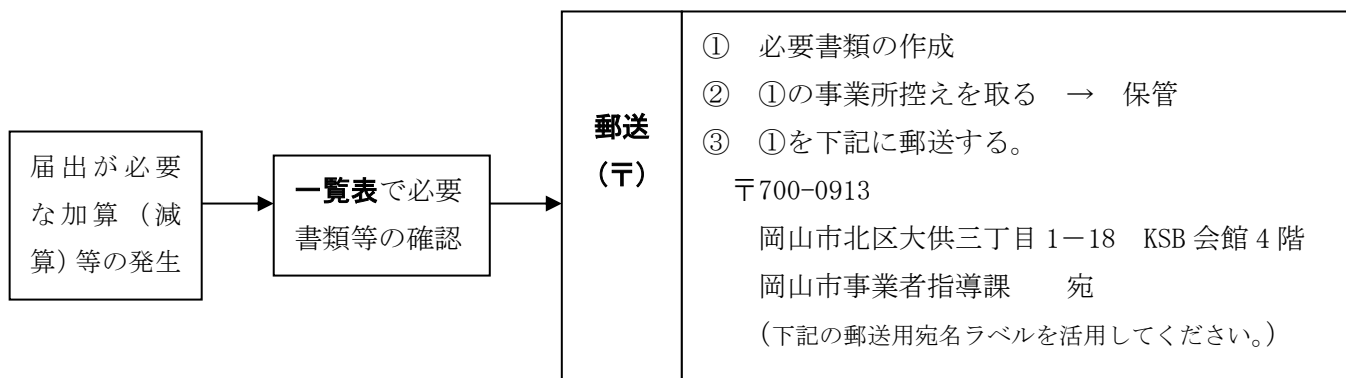 届出が必要
な加算（減
算）等の発生
一覧表で必要
書類等の確認
郵送
（〒）
① 必要書類の作成
② ①の事業所控えを取る → 保管
③ ①を下記に郵送する。
〒700-0913
岡山市北区大供三丁目1－18 KSB会館4階
岡山市事業者指導課 宛
（下記の郵送用宛名ラベルを活用してください。）